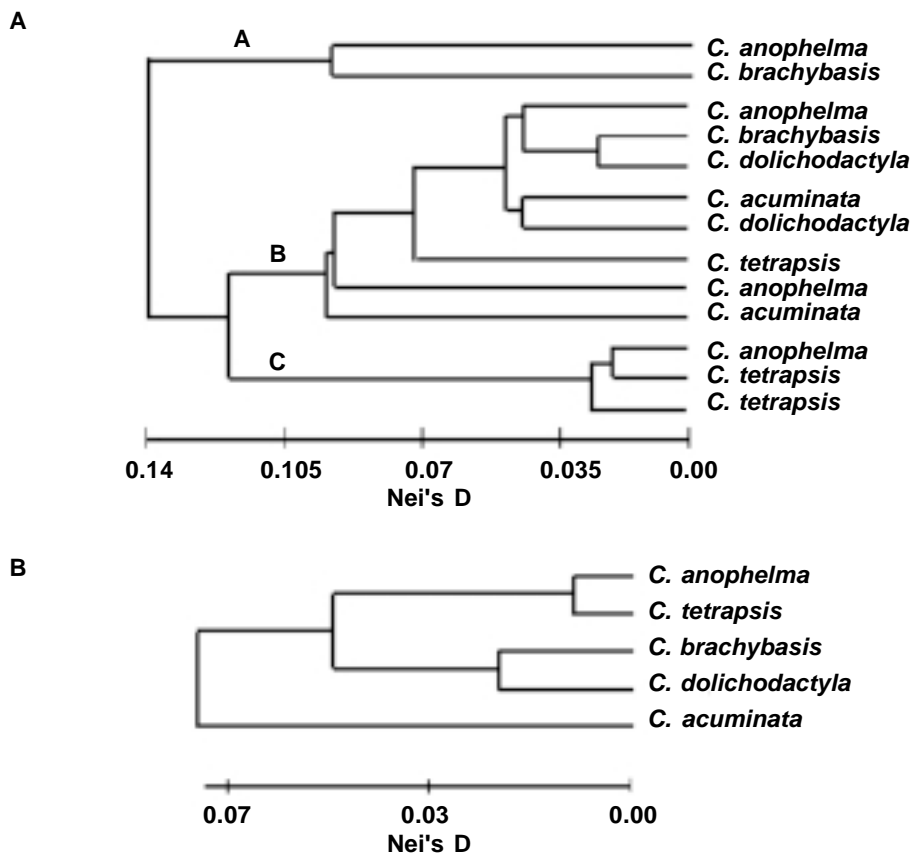 A
A
C. anophelma
C. brachybasis
C. anophelma
C. brachybasis
C. dolichodactyla
C. acuminata
C. dolichodactyla
B
C. tetrapsis
C. anophelma
C. acuminata
C
C. anophelma
C. tetrapsis
C. tetrapsis
0.14 0.105 0.07 0.035 0.00
Nei's D
B
C. anophelma
C. tetrapsis
C. brachybasis
C. dolichodactyla
C. acuminata
0.07 0.03 0.00
Nei's D